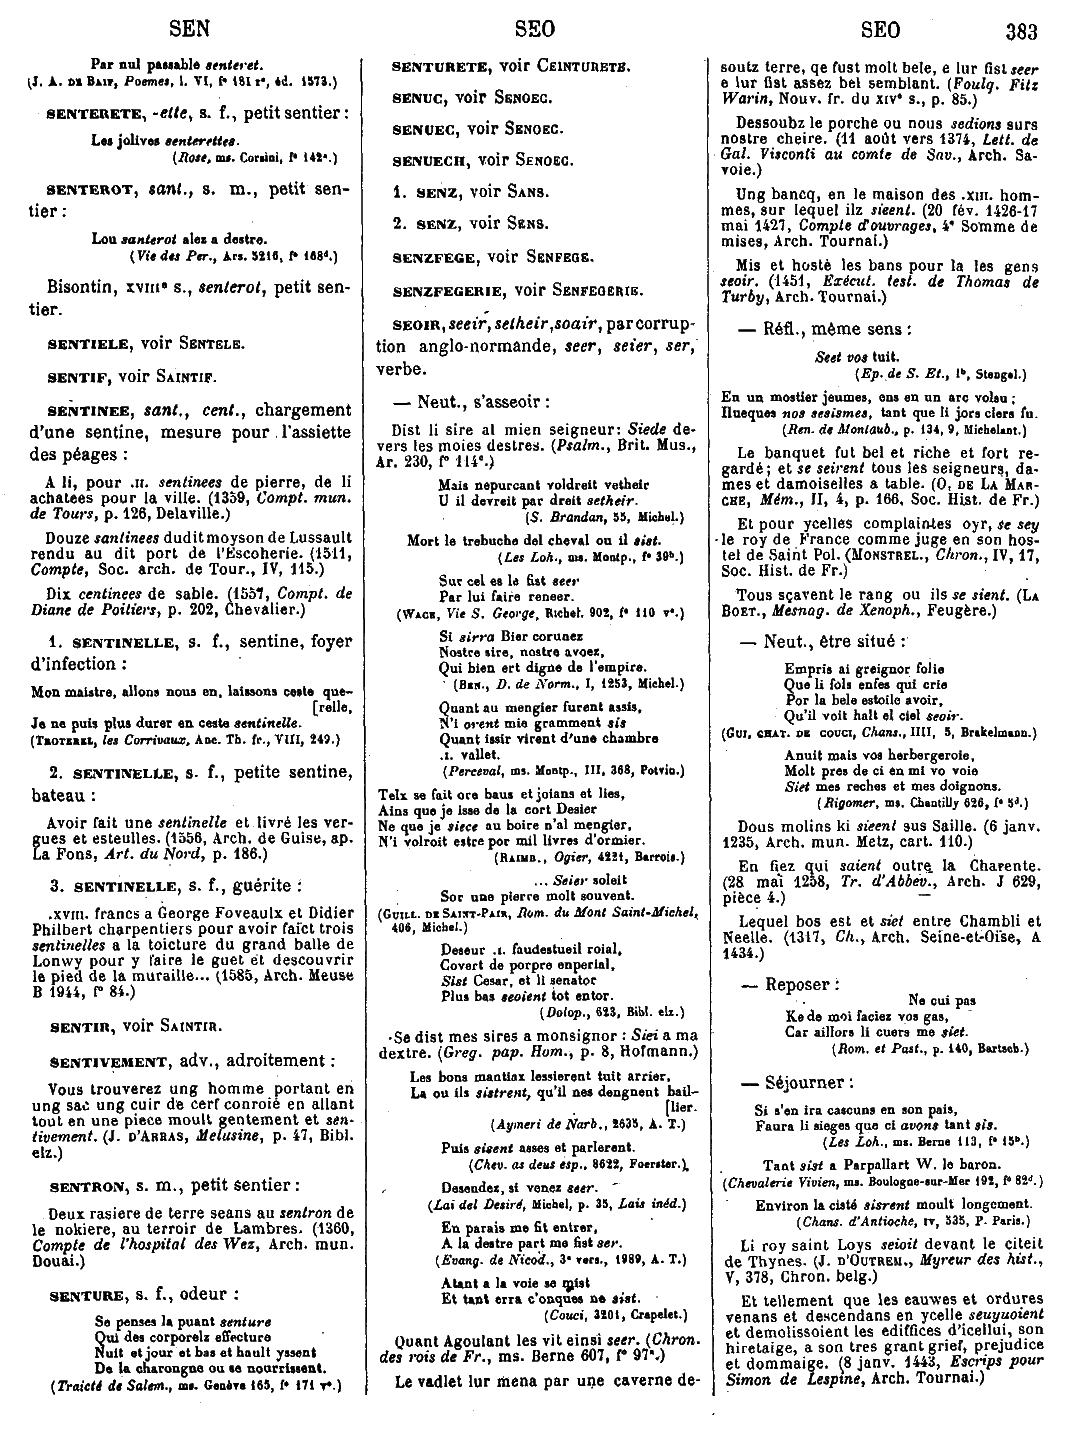 SEN
SEO
SEO
383
Par nul passable senteret.
(J. A. DE BAIF, Poemes, l. VI, f° 181 r°, éd. 1573.)
SENTERETE, -ette, s. f., petit sentier :
Les jolives senterettes.
(Rose, ms. Corsini, f° 142ᵃ.)
SENTEROT, sant., s. m., petit sen-
tier :
Lou santerot alez a destre.
(Vie des Per., Ars. 5216, f° 168ᵈ.)
Bisontin, XVIIIᵉ s., senterot, petit sen-
tier.
SENTIELE, voir SENTELE.
SENTIF, voir SAINTIF.
SENTINEE, sant., cent., chargement
d'une sentine, mesure pour l'assiette
des péages :
A li, pour .II. sentinees de pierre, de li
achatees pour la ville. (1359, Compt. mun.
de Tours, p. 126, Delaville.)
Douze santinees dudit moyson de Lussault
rendu au dit port de l'Escoherie. (1511,
Compte, Soc. arch. de Tour., IV, 115.)
Dix centinees de sable. (1557, Compt. de
Diane de Poitiers, p. 202, Chevalier.)
1. SENTINELLE, s. f., sentine, foyer
d'infection :
Mon maistre, allons nous en, laissons ceste que-
[relle,
Je ne puis plus durer en ceste sentinelle.
(TROTEREL, les Corrivaux, Anc. Th. fr., VIII, 249.)
2. SENTINELLE, s. f., petite sentine,
bateau :
Avoir fait une sentinelle et livré les ver-
gues et esteulles. (1556, Arch. de Guise, ap.
La Fons, Art. du Nord, p. 186.)
3. SENTINELLE, s. f., guérite :
.XVIII. francs a George Foveaulx et Didier
Philbert charpentiers pour avoir faict trois
sentinelles a la toicture du grand balle de
Lonwy pour y faire le guet et descouvrir
le pied de la muraille... (1585, Arch. Meuse
B 1944, f° 84.)
SENTIR, voir SAINTIR.
SENTIVEMENT, adv., adroitement :
Vous trouverez ung homme portant en
ung sac ung cuir de cerf conroié en allant
tout en une piece moult gentement et sen-
tivement. (J. D'ARRAS, Melusine, p. 47, Bibl.
elz.)
SENTRON, s. m., petit sentier :
Deux rasiere de terre seans au sentron de
le nokiere, au terroir de Lambres. (1360,
Compte de l'hospital des Wez, Arch. mun.
Douai.)
SENTURE, s. f., odeur :
Se penses la puant senture
Qui des corporelz effecture
Nuit et jour et bas et hault yssent
De la charongne ou se nourrissent.
(Traicté de Salem., ms. Genève 165, f° 171 v°.)
SENTURETE, voir CEINTURETE.
SENUC, voir SENOEC.
SENUEC, voir SENOEC.
SENUECH, voir SENOEC.
1. SENZ, voir SANS.
2. SENZ, voir SENS.
SENZFEGE, voir SENFEGE.
SENZFEGERIE, voir SENFEGERIE.
SEOIR, seeir, setheir, soair, par corrup-
tion anglo-normande, seer, seier, ser,
verbe.
— Neut., s'asseoir :
Dist li sire al mien seigneur: Siede de-
vers les moies destres. (Psalm., Brit. Mus.,
Ar. 230, f° 114ᵉ.)
Mais nepurcant voldreit vetheir
U il devreit par dreit setheir.
(S. Brandan, 55, Michel.)
Mort le trebuche del cheval ou il sist.
(Les Loh., ms. Montp., f° 39ᵇ.)
Sur cel es le fist seer
Par lui faire reneer.
(WACE, Vie S. George, Richel. 902, f° 110 v°.)
Si sirra Bier corunez
Nostre sire, nostre avoez,
Qui bien ert digne de l'empire.
(BEN., D. de Norm., I, 1253, Michel.)
Quant au mengier furent assis,
N'i orent mie gramment sis
Quant issir virent d'une chambre
.I. vallet.
(Perceval, ms. Montp., III, 368, Potvin.)
Telx se fait ore baus et joians et lies,
Ains que je isse de la cort Desier
Ne que je siece au boire n'al mengier,
N'i volroit estre por mil livres d'ormier.
(RAIMB., Ogier, 4221, Barrois.)
... Seier soleit
Sor une pierre molt souvent.
(GUILL. DE SAINT-PAIR, Rom. du Mont Saint-Michel,
406, Michel.)
Deseur .I. faudestueil roial,
Covert de porpre enperial,
Sist Cesar, et li senator
Plus bas seoient tot entor.
(Dolop., 623, Bibl. elz.)
Se dist mes sires a monsignor : Siei a ma
dextre. (Greg. pap. Hom., p. 8, Hofmann.)
Les bons mantiax lessierent tuit arrier,
La ou ils sistrent, qu'il nes dengnent bail-
[lier.
(Aymeri de Narb., 2635, A. T.)
Puis sisent asses et parlerent.
(Chev. as deus esp., 8622, Foerster.)
Desendez, si venez seer.
(Lai del Desiré, Michel, p. 35, Lais inéd.)
En parais me fit entrer,
A la destre part me fist ser.
(Evang. de Nicod., 3ᵉ vers., 1989, A. T.)
Atant a la voie se mist
Et tant erra c'onques ne sist.
(Couci, 3201, Crapelet.)
Quant Agoulant les vit einsi seer. (Chron.
des rois de Fr., ms. Berne 607, f° 97ᵃ.)
Le vadlet lur mena par une caverne de-
soutz terre, qe fust molt bele, e lur fist seer
e lur fist assez bel semblant. (Foulq. Fitz
Warin, Nouv. fr. du XIVᵉ s., p. 85.)
Dessoubz le porche ou nous sedions surs
nostre cheire. (11 août vers 1374, Lett. de
Gal. Visconti au comte de Sav., Arch. Sa-
voie.)
Ung bancq, en le maison des .XIII. hom-
mes, sur lequel ilz sieent. (20 fév. 1426-17
mai 1427, Compte d'ouvrages, 4ᵉ Somme de
mises, Arch. Tournai.)
Mis et hosté les bans pour la les gens
seoir. (1451, Exécut. test. de Thomas de
Turby, Arch. Tournai.)
— Réfl., même sens :
Seet vos tuit.
(Ep. de S. Et., Iᵇ, Stengel.)
En un mostier jeumes, ens en un arc volsu ;
Ilueques nos sesismes, tant que li jors clers fu.
(Ren. de Montaub., p. 134, 9, Michelant.)
Le banquet fut bel et riche et fort re-
gardé; et se seirent tous les seigneurs, da-
mes et damoiselles a table. (O. DE LA MAR-
CHE, Mém., II, 4, p. 166, Soc. Hist. de Fr.)
Et pour ycelles complaintes oyr, se sey
le roy de France comme juge en son hos-
tel de Saint Pol. (MONSTREL., Chron., IV, 17,
Soc. Hist. de Fr.)
Tous sçavent le rang ou ils se sient. (LA
BOET., Mesnag. de Xenoph., Feugère.)
— Neut., être situé :
Empris ai greignor folie
Que li fols enfes qui crie
Por la bele estoile avoir,
Qu'il voit halt el ciel seoir.
(GUI, CHAT. DE COUCI, Chans., IIII, 5, Brakelmann.)
Anuit mais vos herbergeroie,
Molt pres de ci en mi vo voie
Siet mes reches et mes doignons.
(Rigomer, ms. Chantilly 626, f° 5ᵈ.)
Dous molins ki sieent sus Saille. (6 janv.
1235, Arch. mun. Metz, cart. 110.)
En fiez qui saient outre la Charente.
(28 mai 1258, Tr. d'Abbev., Arch. J 629,
pièce 4.)
Lequel bos est et siet entre Chambli et
Neelle. (1317, Ch., Arch. Seine-et-Oise, A
1434.)
— Reposer :
Ne cui pas
Ke de moi faciez vos gas,
Car aillors li cuers me siet.
(Rom. et Past., p. 140, Bartsch.)
— Séjourner :
Si s'en ira cascuns en son pais,
Faura li sieges que ci avons tant sis.
(Les Loh., ms. Berne 113, f° 15ᵇ.)
Tant sist a Parpallart W. le baron.
(Chevalerie Vivien, ms. Boulogne-sur-Mer 192, f° 82ᵈ.)
Environ la cisté sisrent moult longement.
(Chans. d'Antioche, IV, 535, P. Paris.)
Li roy saint Loys seioit devant le citeit
de Thynes. (J. D'OUTREM., Myreur des hist.,
V, 378, Chron. belg.)
Et tellement que les eauwes et ordures
venans et descendans en ycelle seuyuoient
et demolissoient les ediffices d'icellui, son
hiretaige, a son tres grant grief, prejudice
et dommaige. (8 janv. 1443, Escrips pour
Simon de Lespine, Arch. Tournai.)